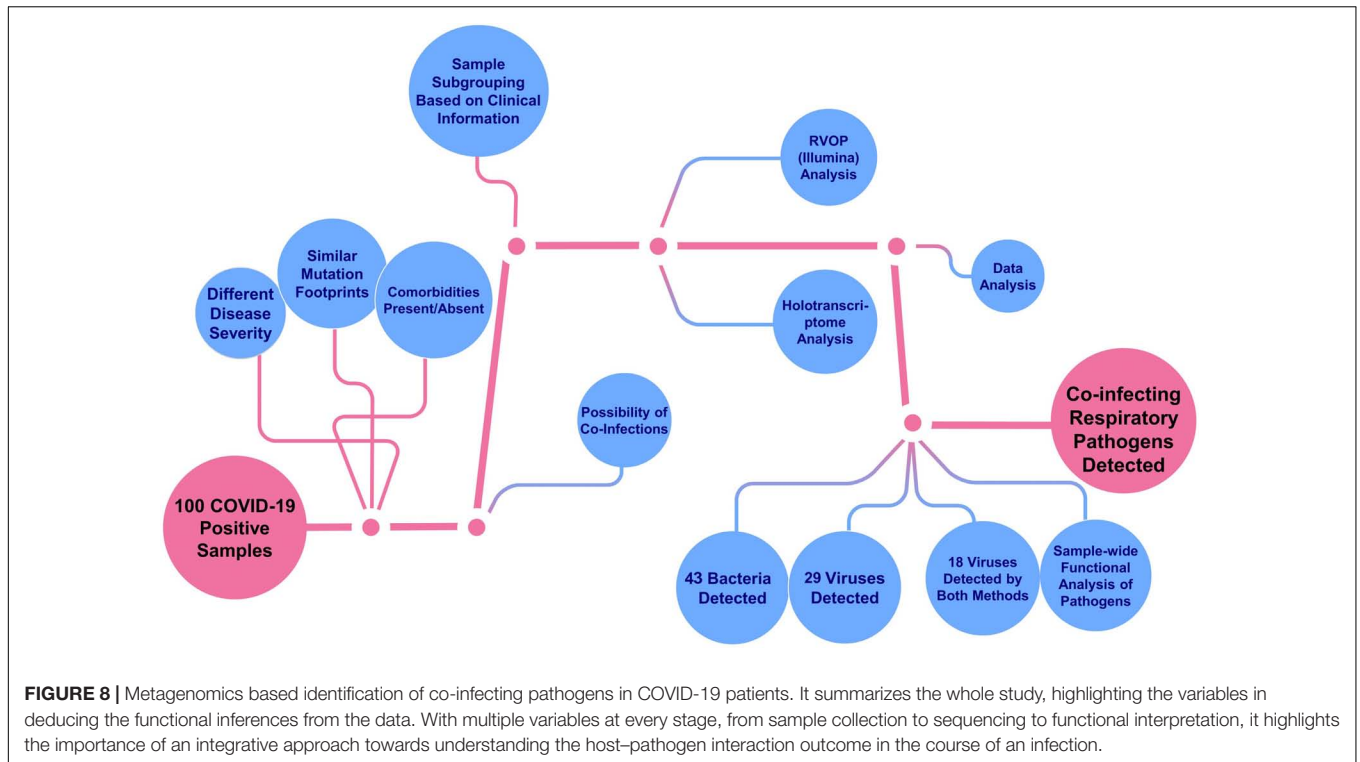 Sample
Subgrouping
Based on Clinical
Information
RVOP
(Illumina)
Analysis
Similar
Mutation
Footprints
Different
Disease
Severity
Comorbidities
Present/Absent
Data
Analysis
Holotranscri-
ptome
Analysis
Possibility of
Co-Infections
Co-infecting
Respiratory
Pathogens
Detected
100 COVID-19
Positive
Samples
43 Bacteria
Detected
29 Viruses
Detected
18 Viruses
Detected by
Both Methods
Sample-wide
Functional
Analysis of
Pathogens
FIGURE 8 | Metagenomics based identification of co-infecting pathogens in COVID-19 patients. It summarizes the whole study, highlighting the variables in
deducing the functional inferences from the data. With multiple variables at every stage, from sample collection to sequencing to functional interpretation, it highlights
the importance of an integrative approach towards understanding the host–pathogen interaction outcome in the course of an infection.